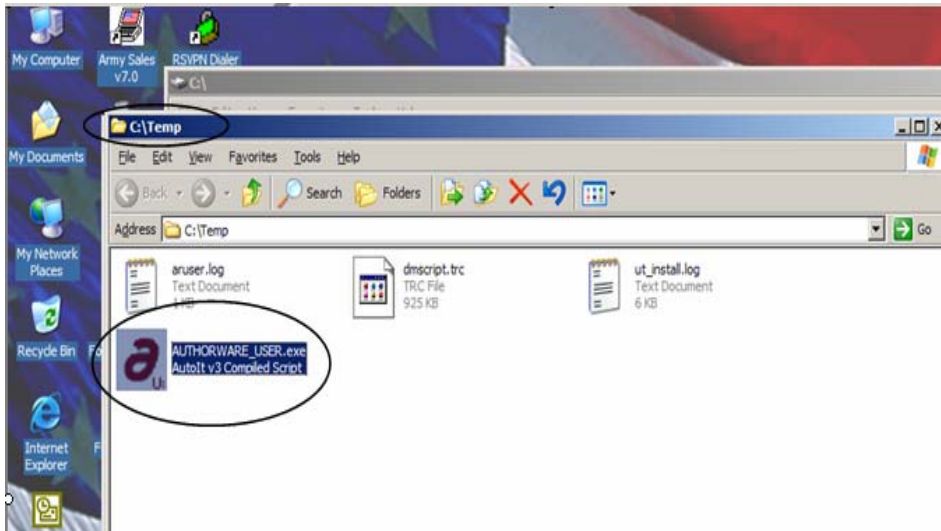 My Computer
Army Sales
v7.0
RSVPN Dialer
C:\
C:\Temp
My Documents
File Edit View Favorites Tools Help
Back Search Folders
Address C:\Temp Go
My Network
Places
aruser.log
Text Document
1 KB
dmscript.trc
TRC File
925 KB
ut_install.log
Text Document
6 KB
Recycle Bin
AUTHORWARE_USER.exe
AutoIt v3 Compiled Script
Internet
Explorer